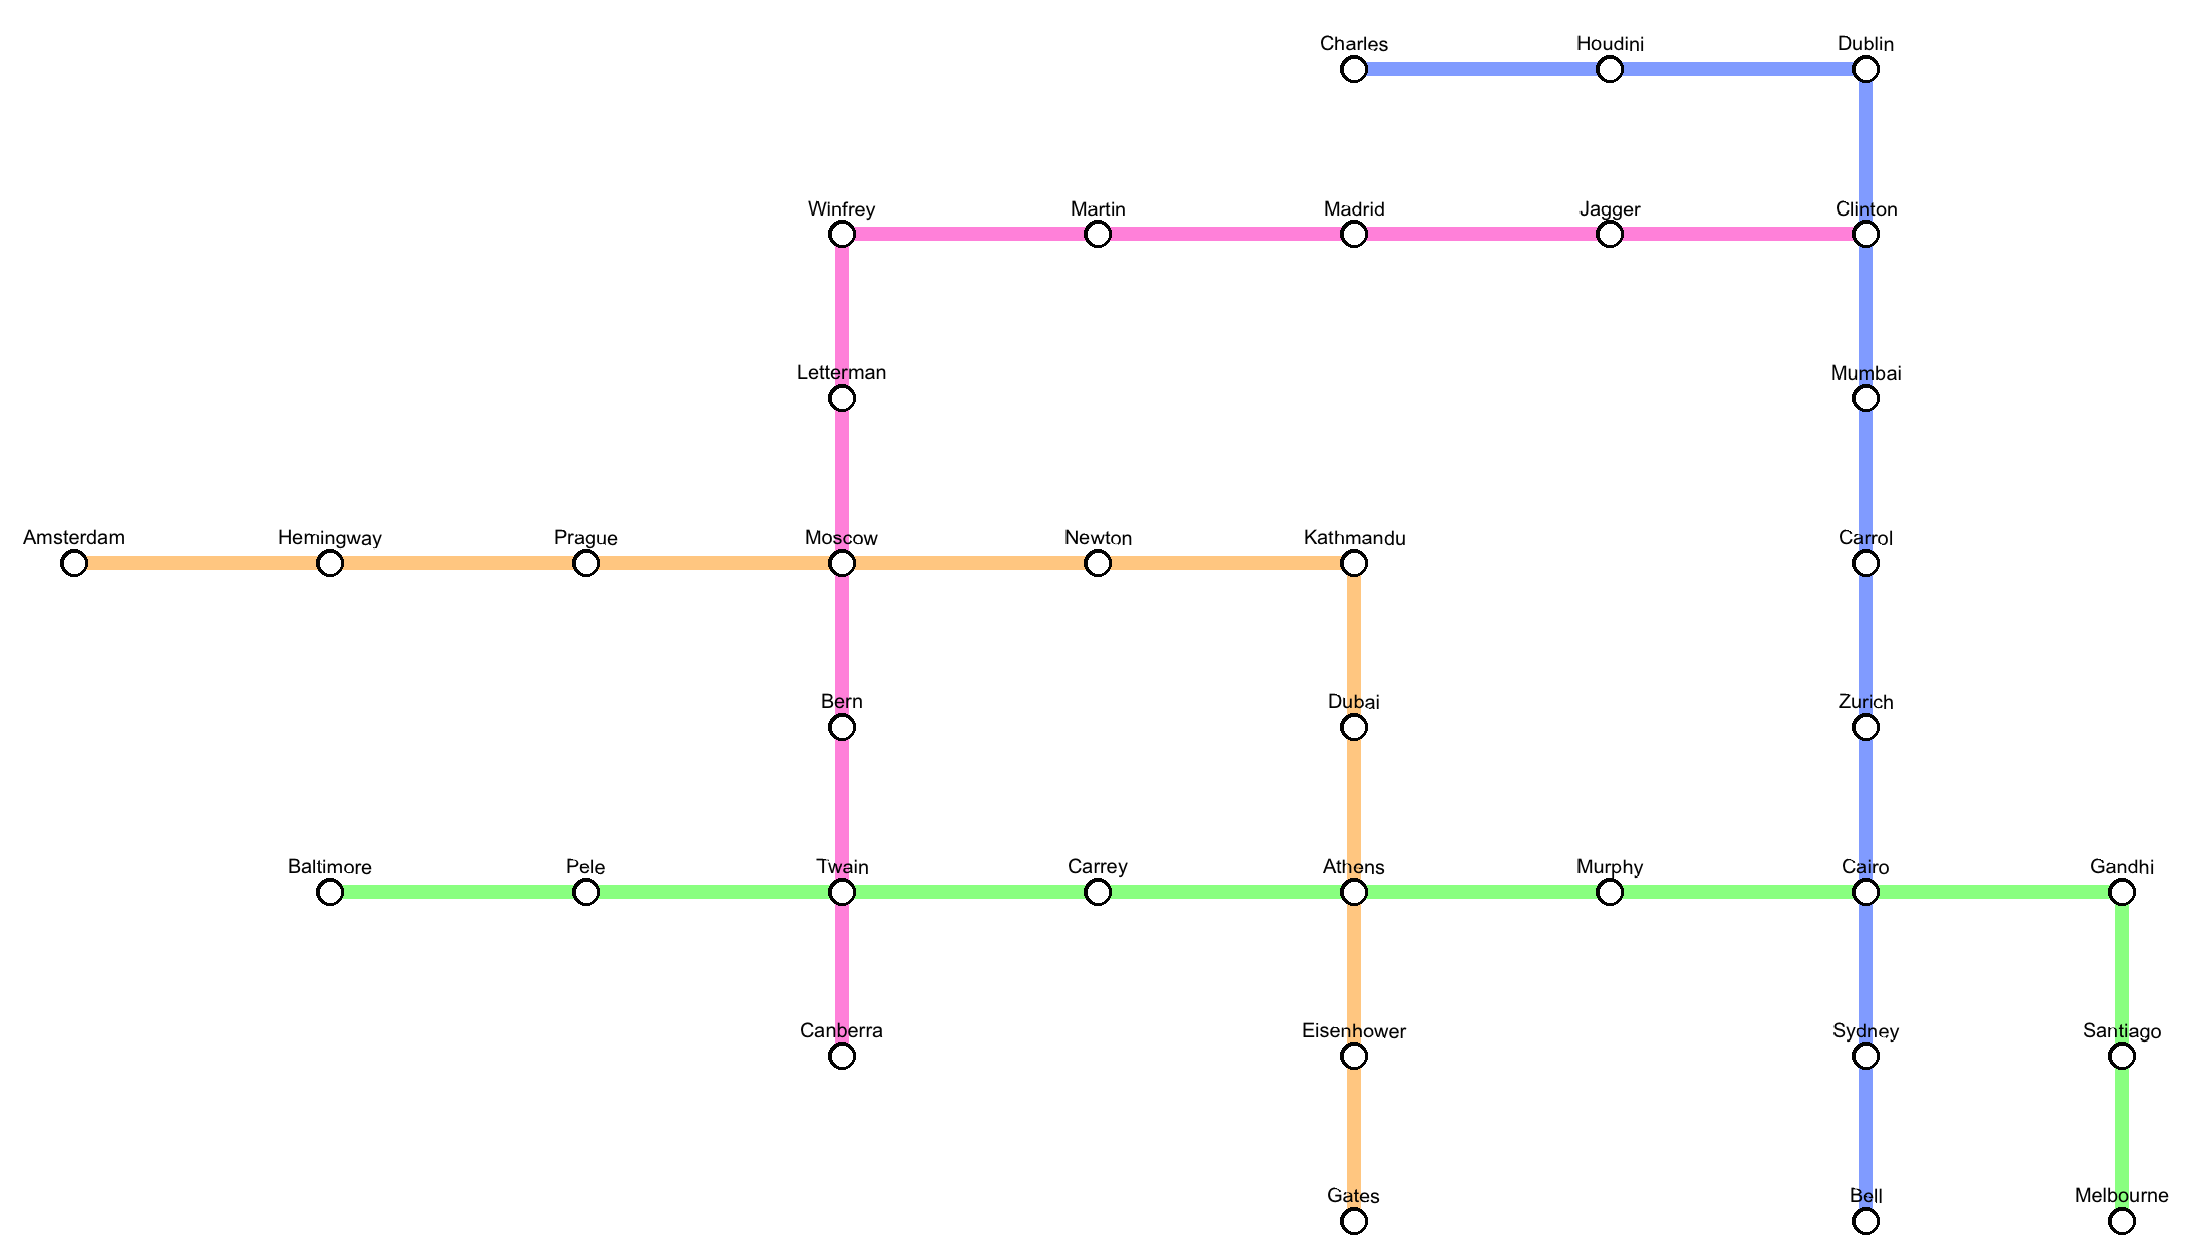 Charles
Houdini
Dublin
Winfrey
Martin
Madrid
Jagger
Clinton
Letterman
Mumbai
Amsterdam
Hemingway
Prague
Moscow
Newton
Kathmandu
Carrol
Bern
Dubai
Zurich
Baltimore
Pele
Twain
Carrey
Athens
Murphy
Cairo
Gandhi
Canberra
Eisenhower
Sydney
Santiago
Gates
Bell
Melbourne